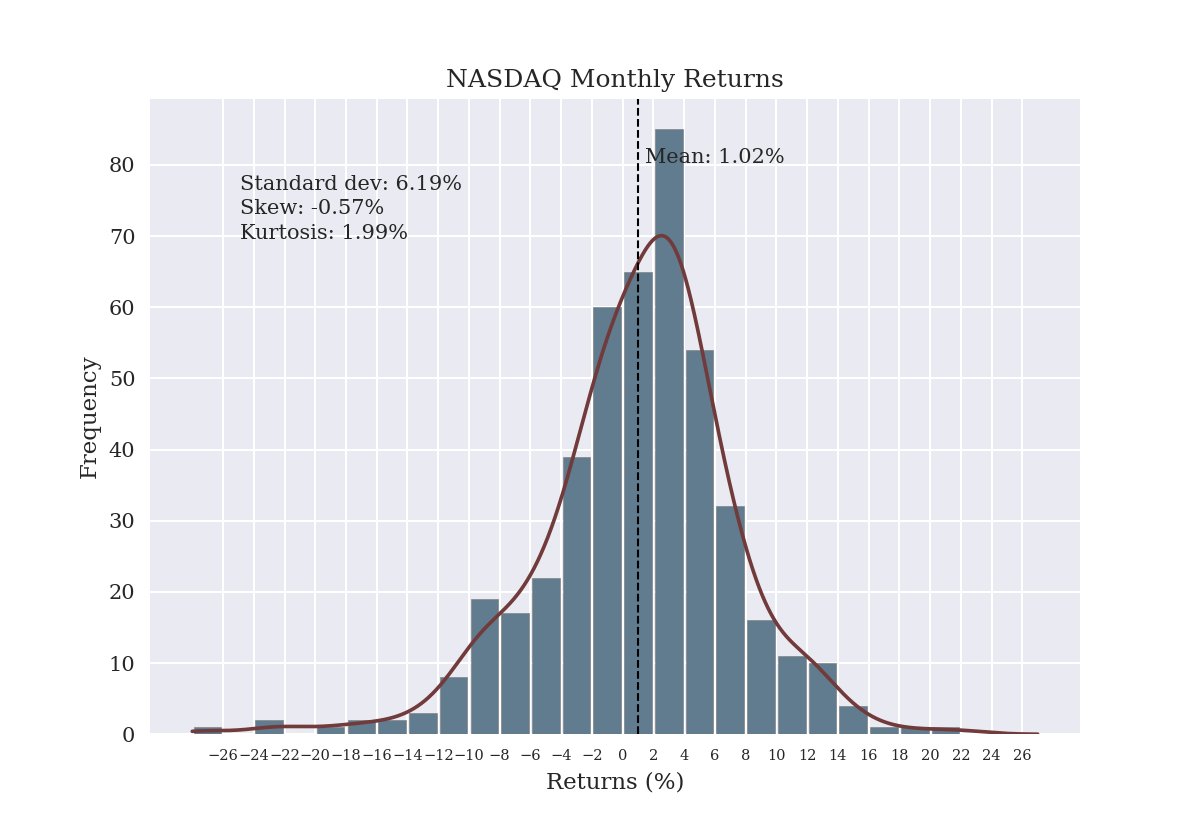 NASDAQ Monthly Returns
Mean: 1.02%
Standard dev: 6.19%
Skew: -0.57%
Kurtosis: 1.99%
80
70
60
50
40
30
20
10
0
Frequency
−26 −24 −22 −20 −18 −16 −14 −12 −10 −8 −6 −4 −2 0 2 4 6 8 10 12 14 16 18 20 22 24 26
Returns (%)